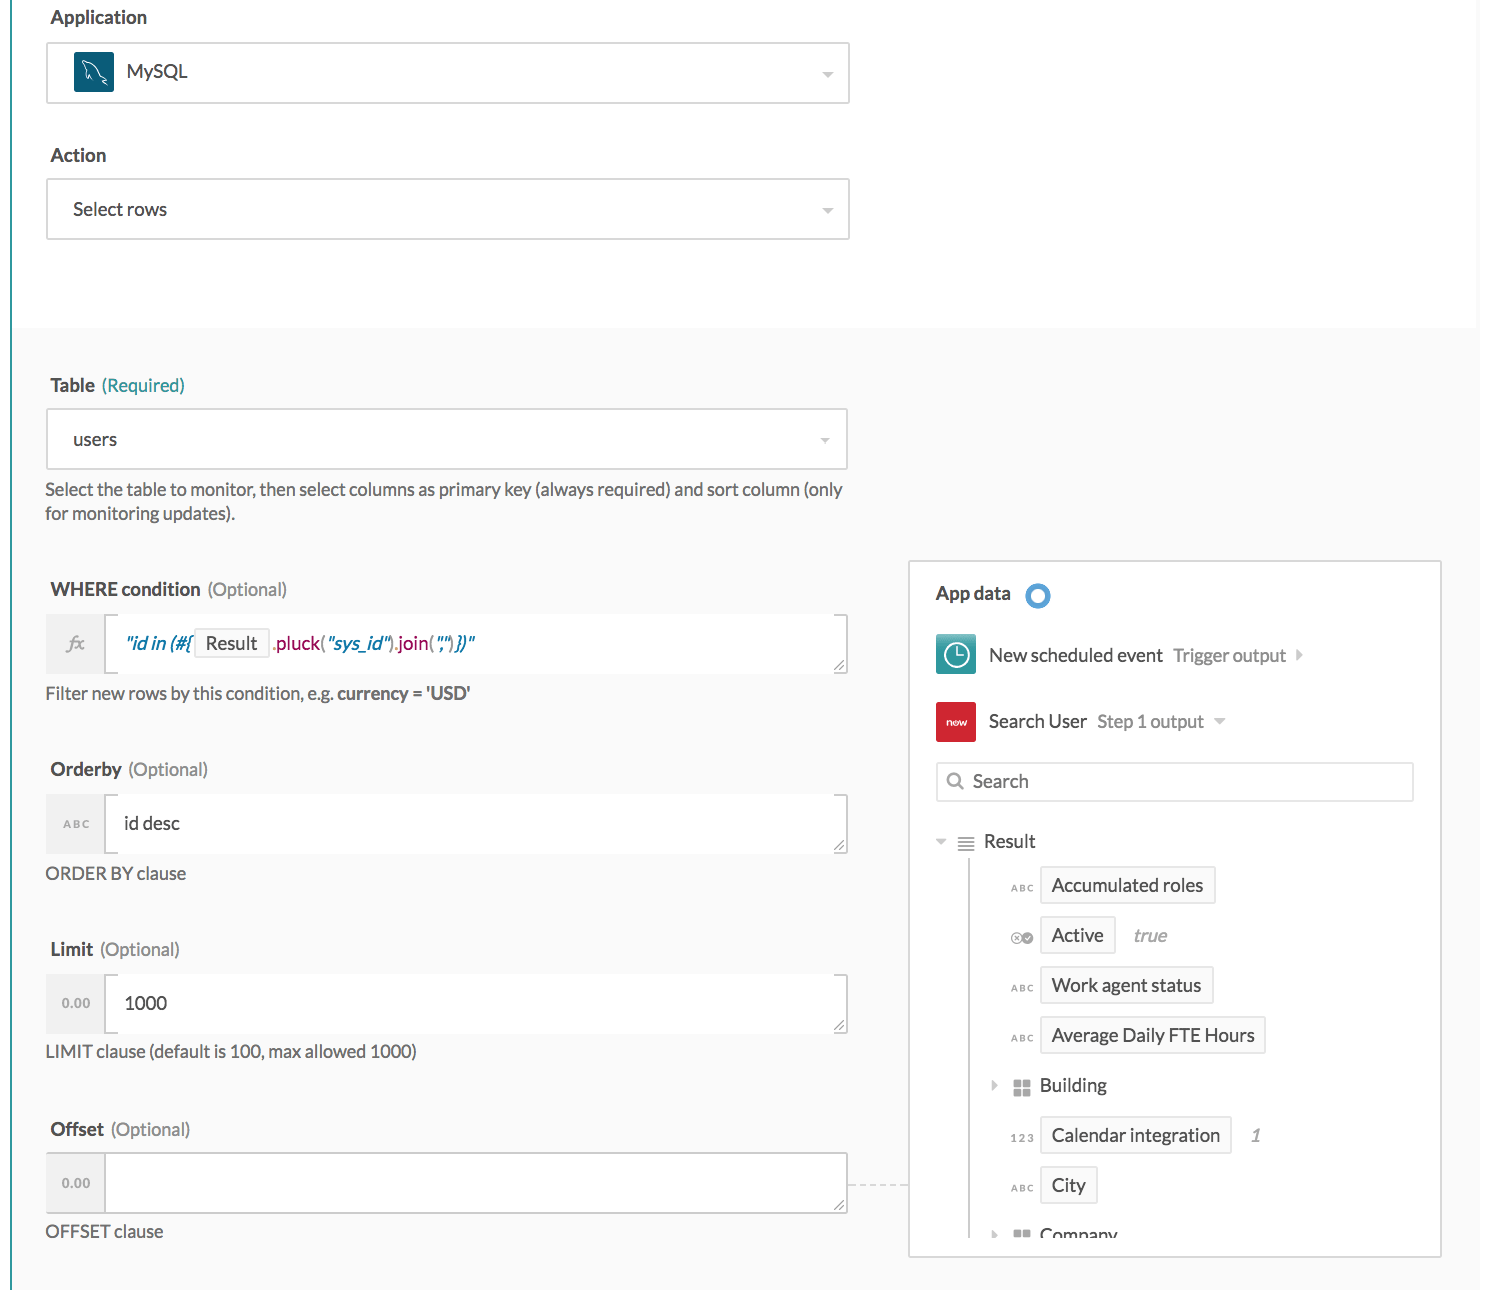 Application
MySQL
Action
Select rows
Table (Required)
users
Select the table to monitor, then select columns as primary key (always required) and sort column (only
for monitoring updates).
WHERE condition (Optional)
fx "id in (#{ Result .pluck("sys_id").join(",")})"
Filter new rows by this condition, e.g. currency = 'USD'
Orderby (Optional)
ABC id desc
ORDER BY clause
Limit (Optional)
0.00 1000
LIMIT clause (default is 100, max allowed 1000)
Offset (Optional)
0.00
OFFSET clause
App data
New scheduled event Trigger output
now Search User Step 1 output
Search
Result
ABC Accumulated roles
Active true
ABC Work agent status
ABC Average Daily FTE Hours
Building
123 Calendar integration 1
ABC City
Company